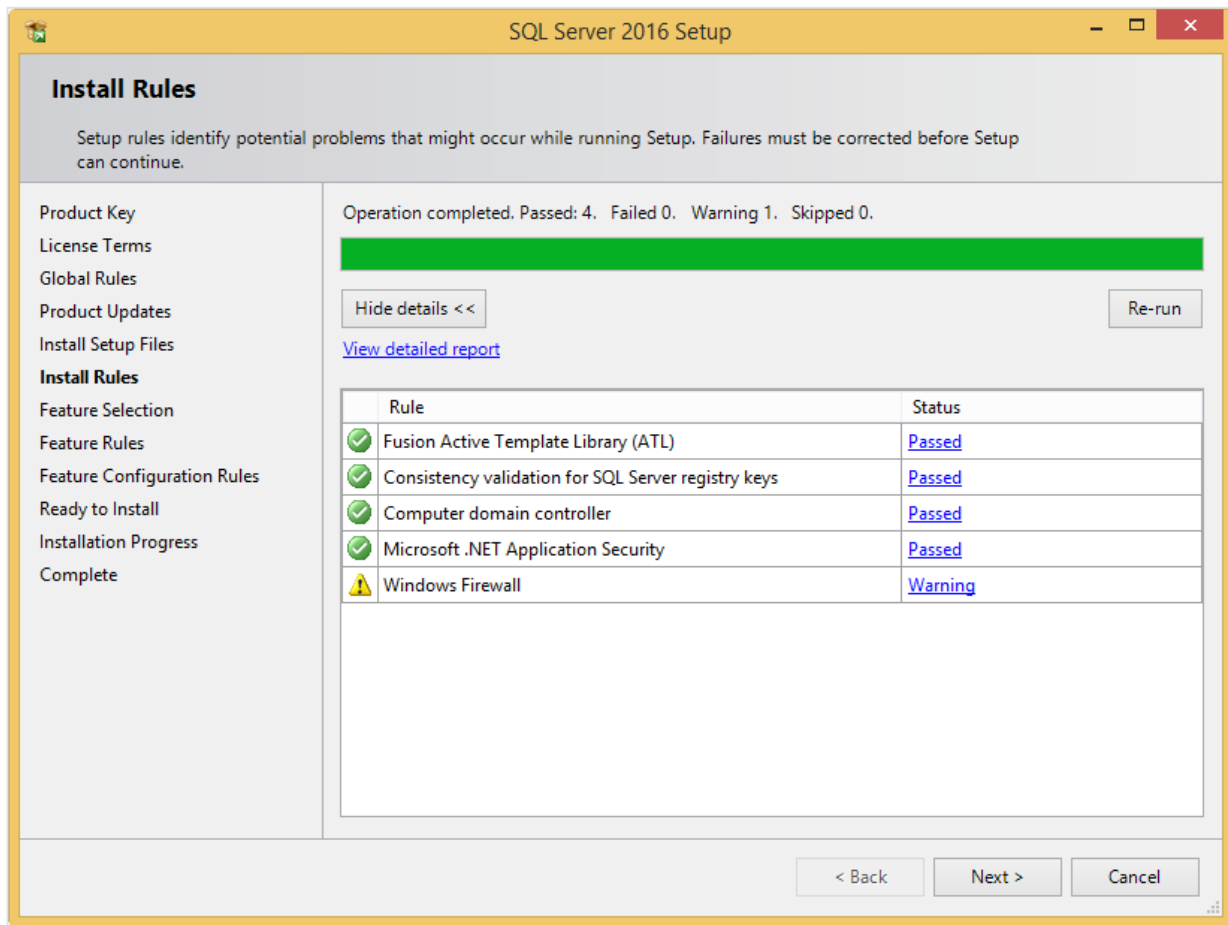 SQL Server 2016 Setup
Install Rules
Setup rules identify potential problems that might occur while running Setup. Failures must be corrected before Setup
can continue.
Product Key
License Terms
Global Rules
Product Updates
Install Setup Files
Install Rules
Feature Selection
Feature Rules
Feature Configuration Rules
Ready to Install
Installation Progress
Complete
Operation completed. Passed: 4.   Failed 0.   Warning 1.   Skipped 0.
Hide details <<
Re-run
View detailed report
Rule Status
Fusion Active Template Library (ATL) Passed
Consistency validation for SQL Server registry keys Passed
Computer domain controller Passed
Microsoft .NET Application Security Passed
Windows Firewall Warning
< Back Next > Cancel